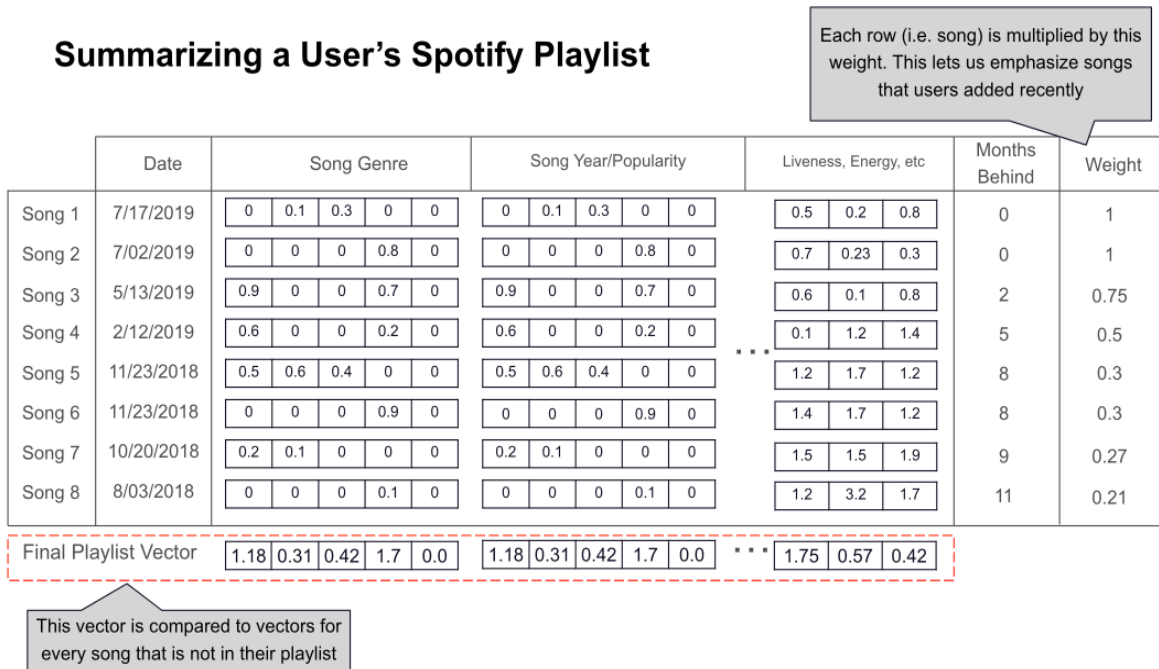 Summarizing a User's Spotify Playlist
Each row (i.e. song) is multiplied by this
weight. This lets us emphasize songs
that users added recently
Date Song Genre Song Year/Popularity Liveness, Energy, etc Months Behind Weight
Song 1 7/17/2019 0 0.1 0.3 0 0 0 0.1 0.3 0 0 0.5 0.2 0.8 0 1
Song 2 7/02/2019 0 0 0 0.8 0 0 0 0 0.8 0 0.7 0.23 0.3 0 1
Song 3 5/13/2019 0.9 0 0 0.7 0 0.9 0 0 0.7 0 0.6 0.1 0.8 2 0.75
Song 4 2/12/2019 0.6 0 0 0.2 0 0.6 0 0 0.2 0 0.1 1.2 1.4 5 0.5
...
Song 5 11/23/2018 0.5 0.6 0.4 0 0 0.5 0.6 0.4 0 0 1.2 1.7 1.2 8 0.3
Song 6 11/23/2018 0 0 0 0.9 0 0 0 0 0.9 0 1.4 1.7 1.2 8 0.3
Song 7 10/20/2018 0.2 0.1 0 0 0 0.2 0.1 0 0 0 1.5 1.5 1.9 9 0.27
Song 8 8/03/2018 0 0 0 0.1 0 0 0 0 0.1 0 1.2 3.2 1.7 11 0.21
Final Playlist Vector 1.18 0.31 0.42 1.7 0.0 1.18 0.31 0.42 1.7 0.0 ... 1.75 0.57 0.42
This vector is compared to vectors for
every song that is not in their playlist